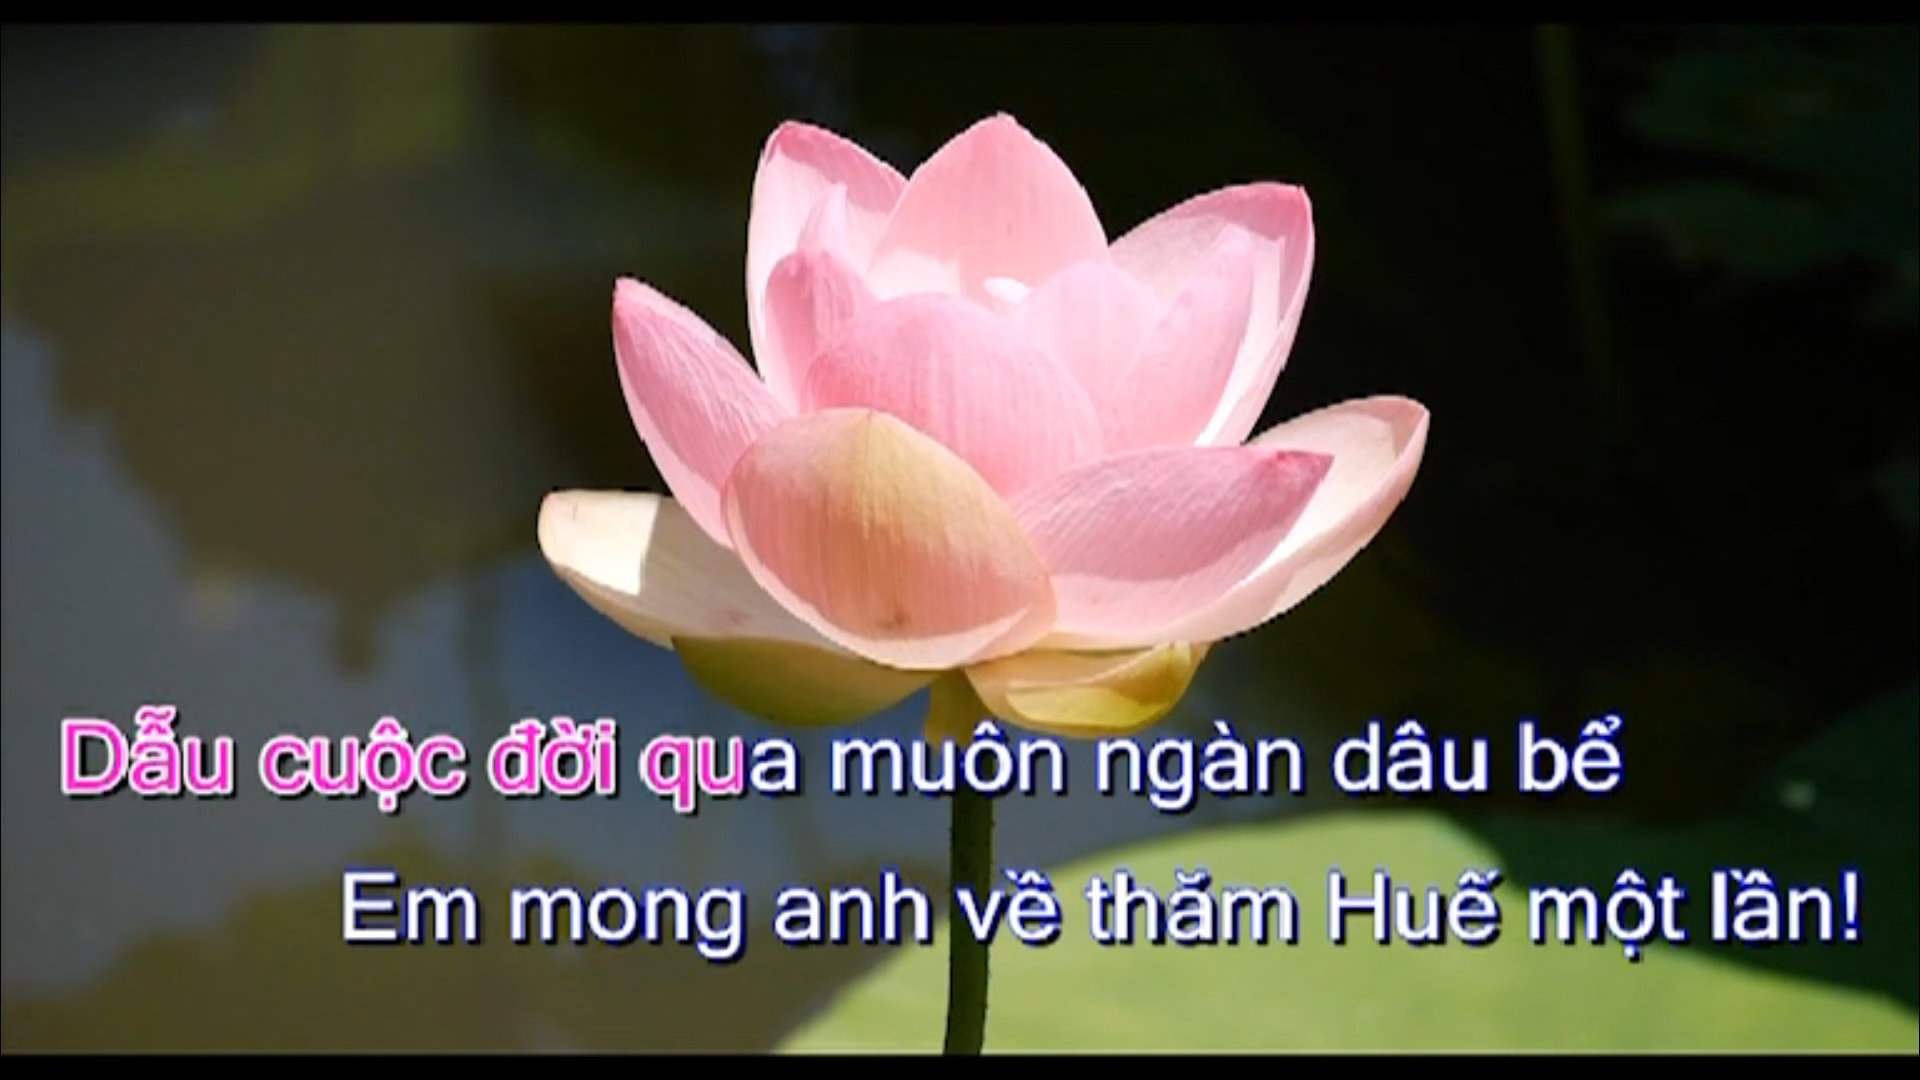 Dẫu cuộc đời qua muôn ngàn dâu bể
Em mong anh về thăm Huế một lần!